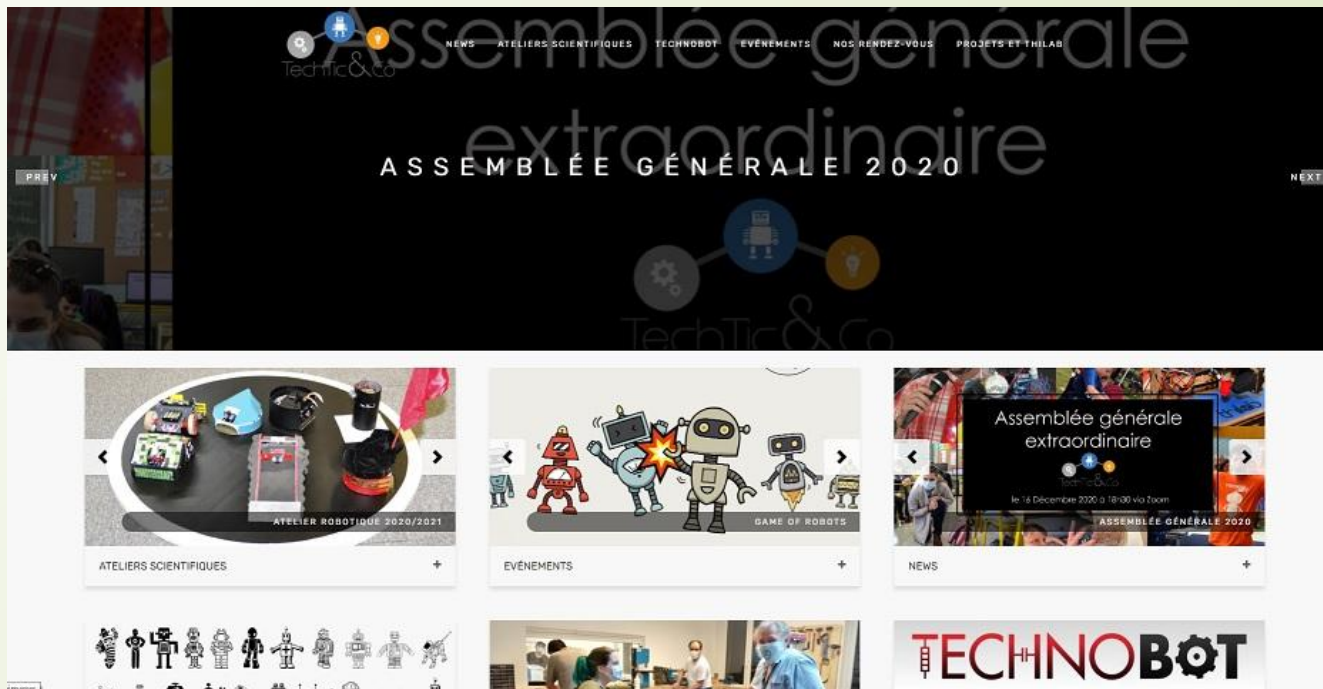 Assemblée générale
extraordinaire
TechTic&Co
NEWS ATELIERS SCIENTIFIQUES TECHNOBOT EVÉNEMENTS NOS RENDEZ-VOUS PROJETS ET THILAB
ASSEMBLÉE GÉNÉRALE 2020
PREV
NEXT
TechTic&Co
ATELIER ROBOTIQUE 2020/2021
ATELIERS SCIENTIFIQUES +
GAME OF ROBOTS
EVÉNEMENTS +
Assemblée générale
extraordinaire
TechTic&Co
le 16 Décembre 2020 à 18h30 via Zoom
ASSEMBLÉE GÉNÉRALE 2020
NEWS +
TECHNOBOT